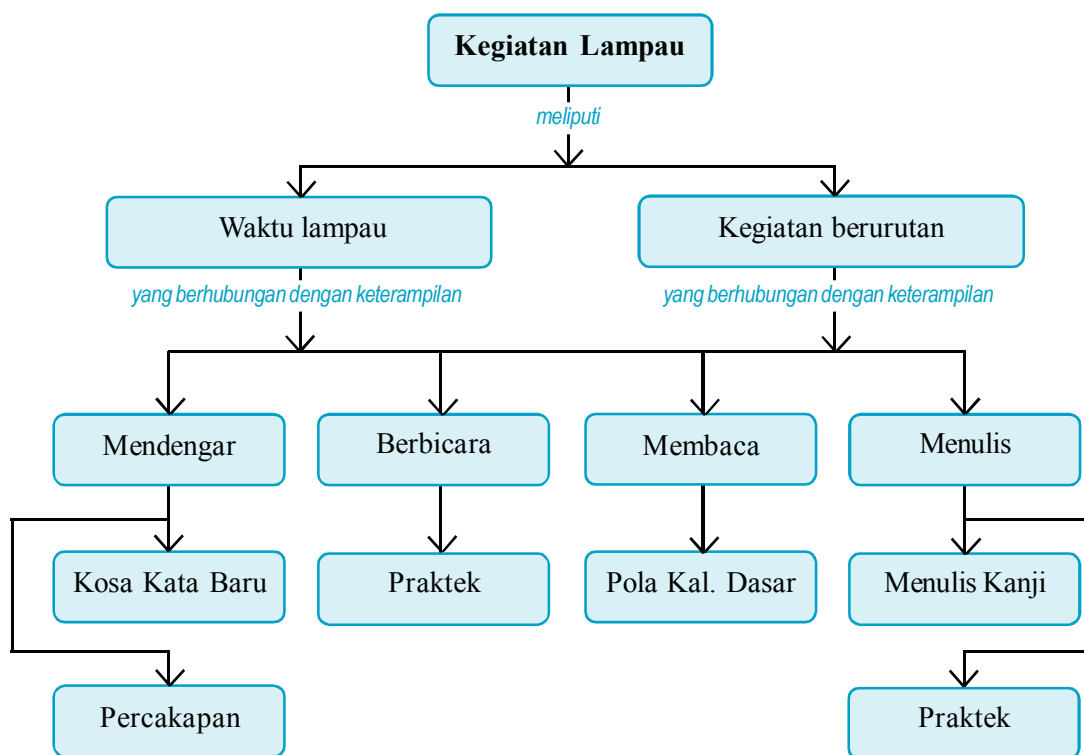 Kegiatan Lampau
meliputi
Waktu lampau
Kegiatan berurutan
yang berhubungan dengan keterampilan
yang berhubungan dengan keterampilan
Mendengar
Berbicara
Membaca
Menulis
Kosa Kata Baru
Praktek
Pola Kal. Dasar
Menulis Kanji
Percakapan
Praktek